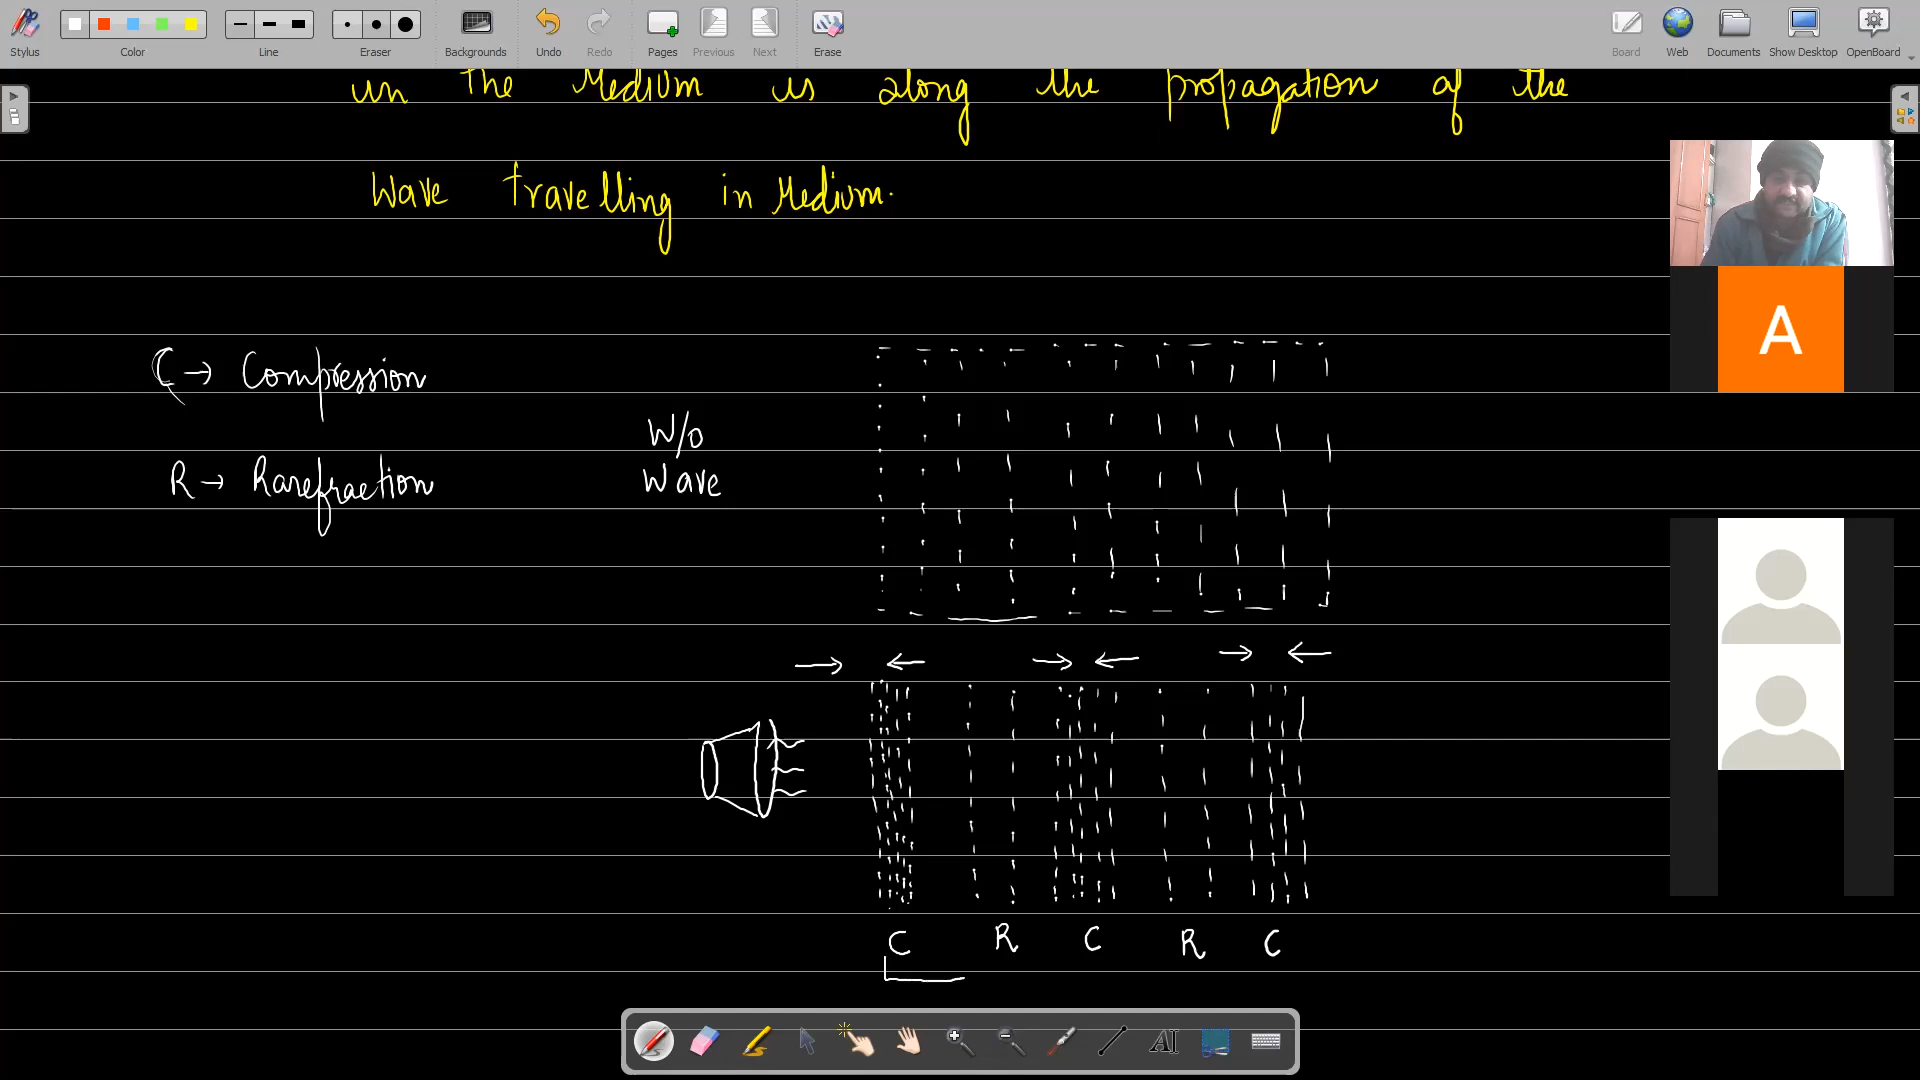 Stylus
Color
Line
Eraser
Backgrounds
Undo
Redo
Pages
Previous
Next
Erase
Board
Web
Documents
Show Desktop
OpenBoard
in the Medium is along the propagation of the
Wave travelling in Medium.
C → Compression
R → Rarefraction
W/o
Wave
A
C R C R C
AI